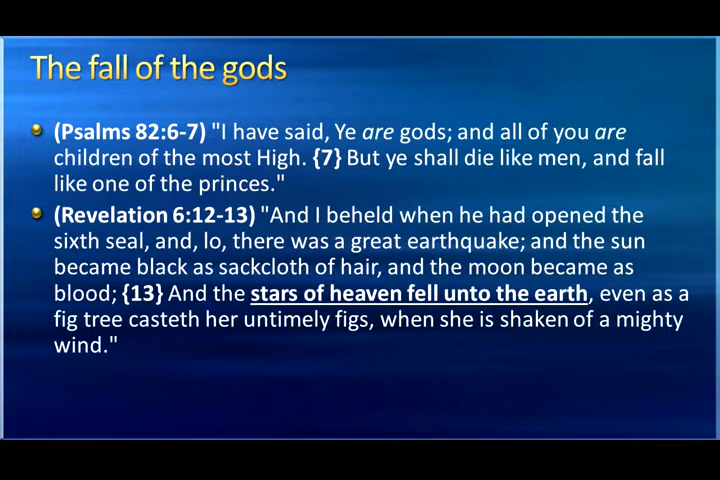 The fall of the gods
(Psalms 82:6-7) "I have said, Ye are gods; and all of you are
children of the most High. {7} But ye shall die like men, and fall
like one of the princes."
(Revelation 6:12-13) "And I beheld when he had opened the
sixth seal, and, lo, there was a great earthquake; and the sun
became black as sackcloth of hair, and the moon became as
blood; {13} And the stars of heaven fell unto the earth, even as a
fig tree casteth her untimely figs, when she is shaken of a mighty
wind."